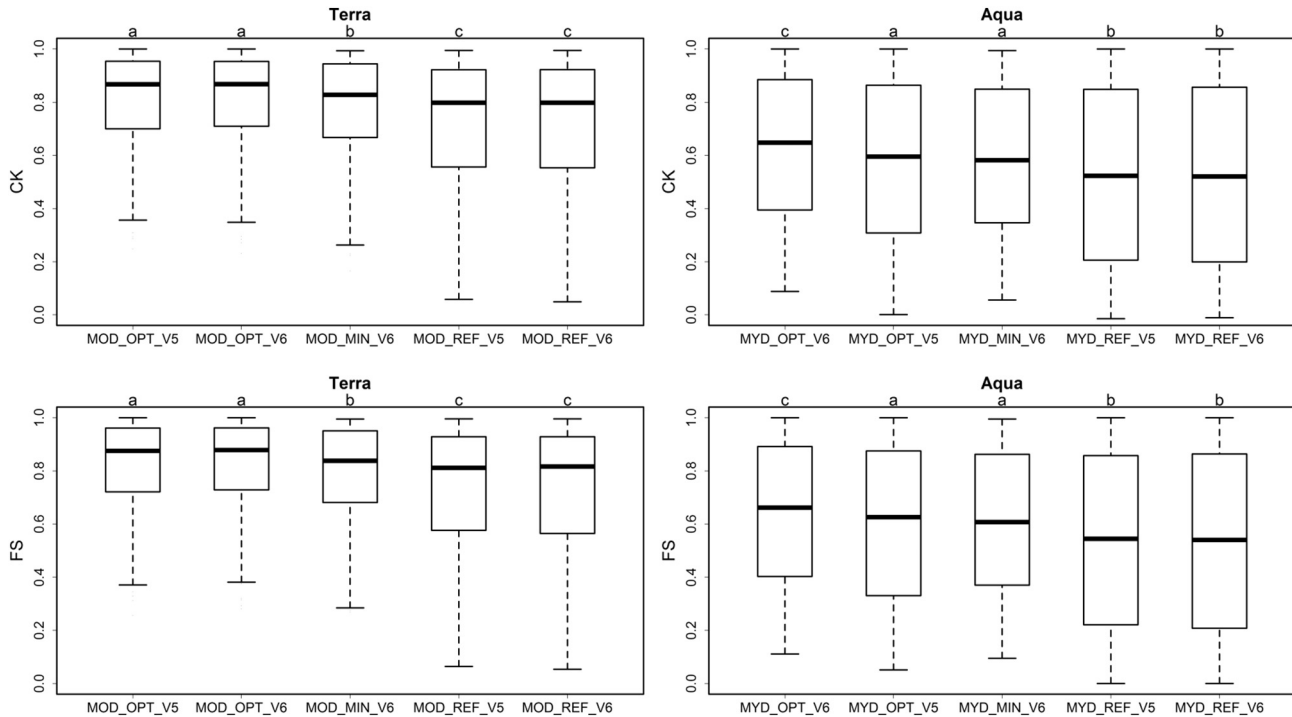 Terra
a a b c c
CK
1.0
0.8
0.6
0.4
0.2
0.0
MOD_OPT_V5 MOD_OPT_V6 MOD_MIN_V6 MOD_REF_V5 MOD_REF_V6
Aqua
c a a b b
CK
1.0
0.8
0.6
0.4
0.2
0.0
MYD_OPT_V6 MYD_OPT_V5 MYD_MIN_V6 MYD_REF_V5 MYD_REF_V6
Terra
a a b c c
FS
1.0
0.8
0.6
0.4
0.2
0.0
MOD_OPT_V5 MOD_OPT_V6 MOD_MIN_V6 MOD_REF_V5 MOD_REF_V6
Aqua
c a a b b
FS
1.0
0.8
0.6
0.4
0.2
0.0
MYD_OPT_V6 MYD_OPT_V5 MYD_MIN_V6 MYD_REF_V5 MYD_REF_V6